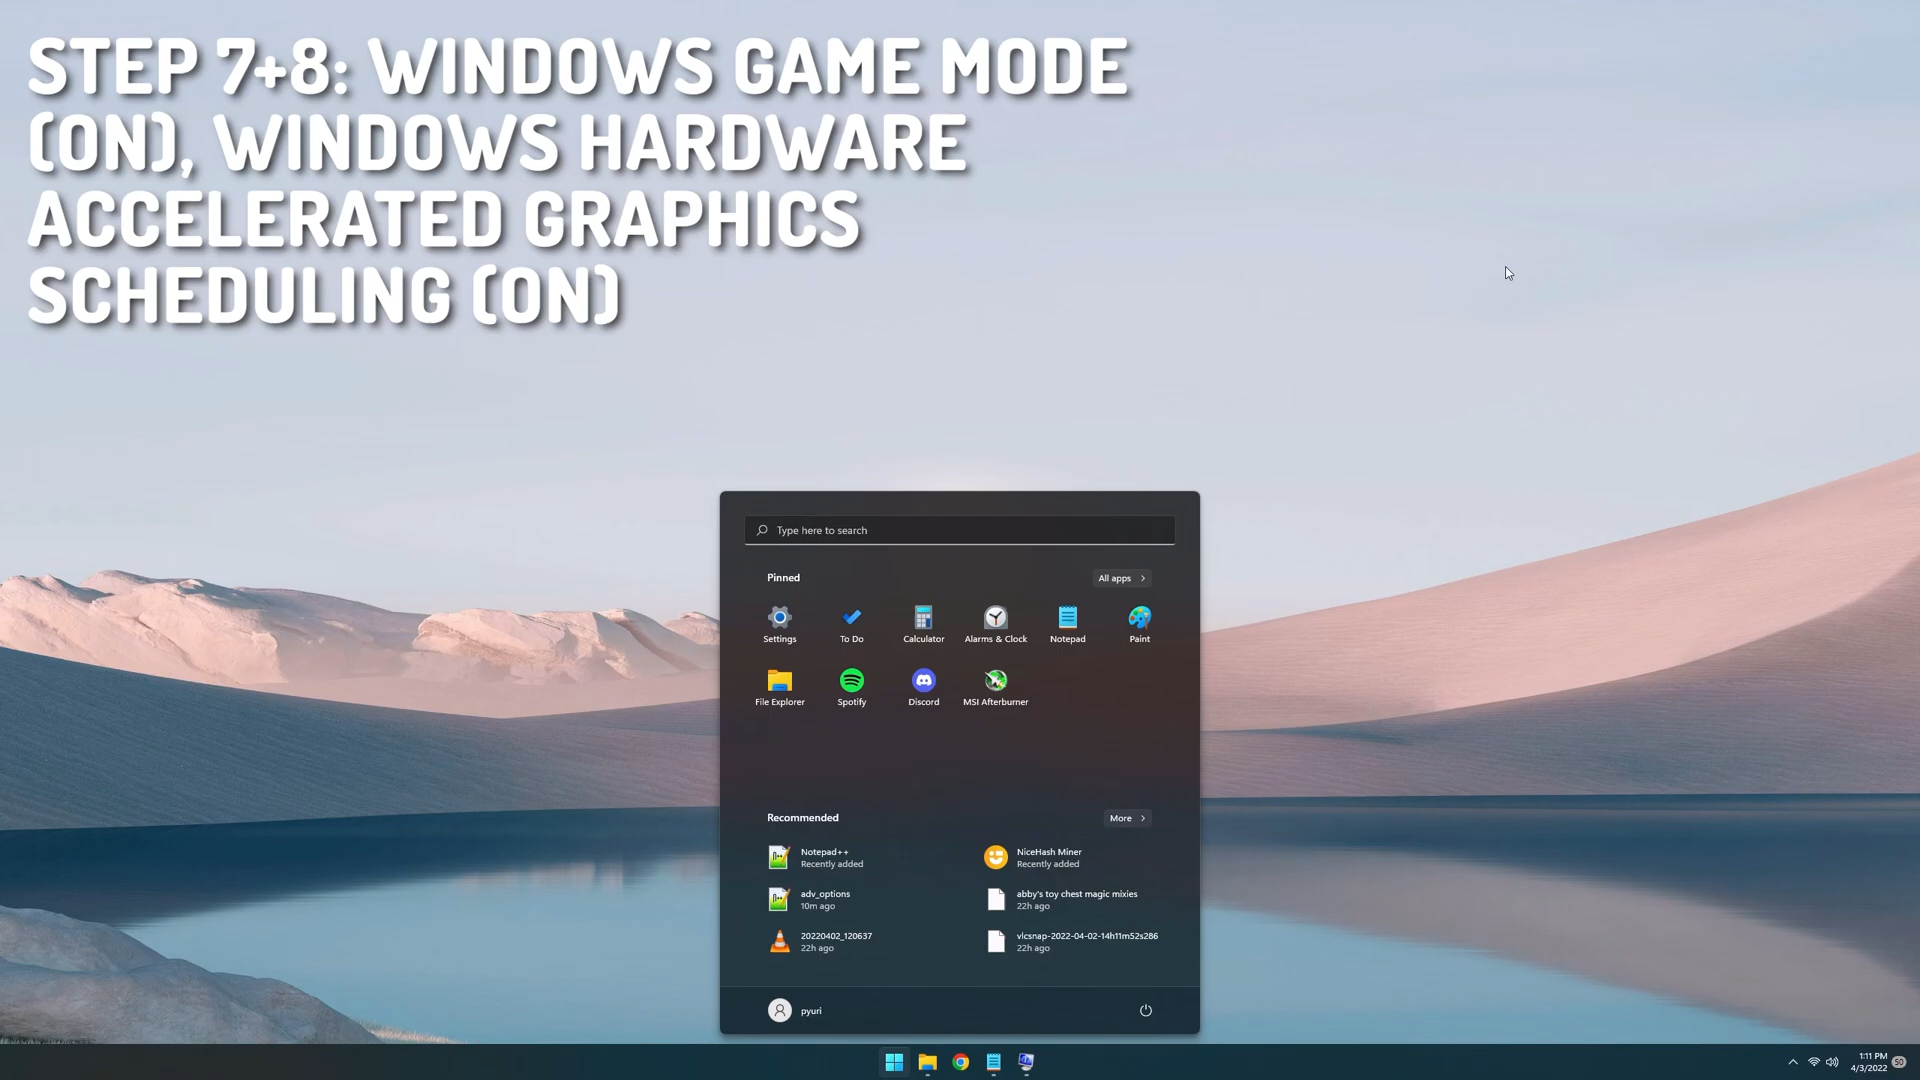 STEP 7+8: WINDOWS GAME MODE
(ON), WINDOWS HARDWARE
ACCELERATED GRAPHICS
SCHEDULING (ON)
Type here to search
Pinned
All apps
Settings
To Do
Calculator
Alarms & Clock
Notepad
Paint
File Explorer
Spotify
Discord
MSI Afterburner
Recommended
More
Notepad++
Recently added
NiceHash Miner
Recently added
adv_options
10m ago
abby's toy chest magic mixies
22h ago
20220402_120637
22h ago
vlcsnap-2022-04-02-14h11m52s286
22h ago
pyuri
1:11 PM
4/3/2022
50